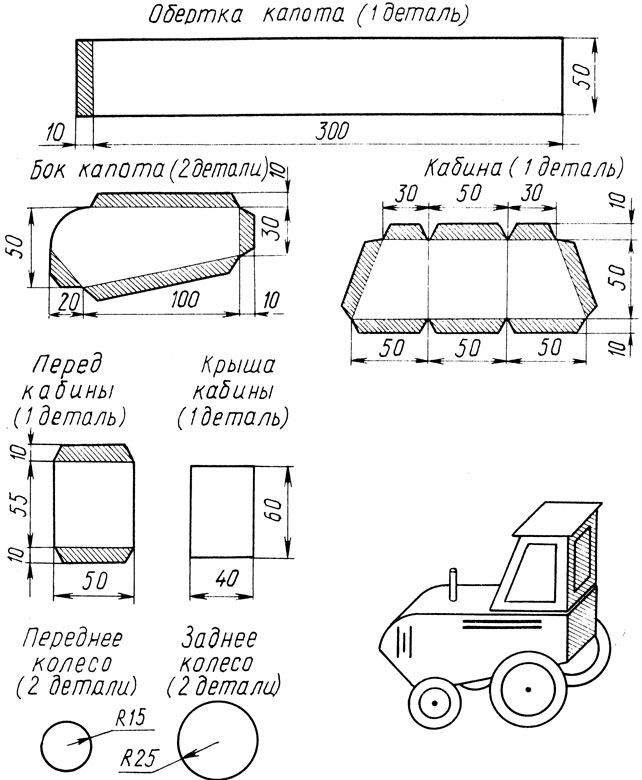 Обертка капота (1 деталь)
50
10
300
Бок капота (2 детали)
10
50
30
20
100
10
Кабина (1 деталь)
30
50
30
10
50
10
50
50
50
Перед
кабины
(1 деталь)
10
55
10
50
Крыша
кабины
(1 деталь)
60
40
Переднее
колесо
(2 детали)
R15
Заднее
колесо
(2 детали)
R25